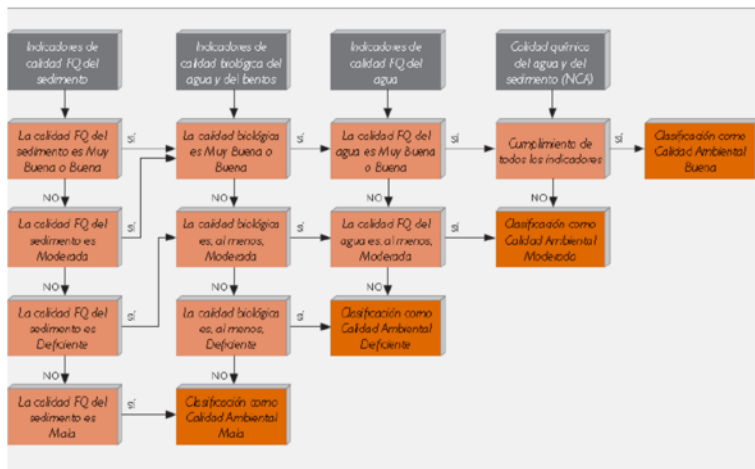 Indicadores de
calidad FQ del
sedimento
Indicadores de
calidad biológica del
agua y del bentos
Indicadores de
calidad FQ del
agua
Calidad química
del agua y del
sedimento (NCA)
La calidad FQ del
sedimento es Muy
Buena o Buena
SÍ.
La calidad biológica
es Muy Buena o
Buena
SÍ.
La calidad FQ del
agua es Muy Buena o
Buena
SÍ.
Cumplimiento de
todos los indicadores
SÍ.
Clasificación como
Calidad Ambiental
Buena
NO
NO
NO
NO
La calidad FQ del
sedimento es
Moderada
SÍ.
La calidad biológica
es, al menos,
Moderada
SÍ.
La calidad FQ del
agua es, al menos,
Moderada
SÍ.
Clasificación como
Calidad Ambiental
Moderada
NO
NO
NO
La calidad FQ del
sedimento es
Deficiente
SÍ.
La calidad biológica
es, al menos,
Deficiente
SÍ.
Clasificación como
Calidad Ambiental
Deficiente
NO
NO
La calidad FQ del
sedimento es
Mala
SÍ.
Clasificación como
Calidad Ambiental
Mala